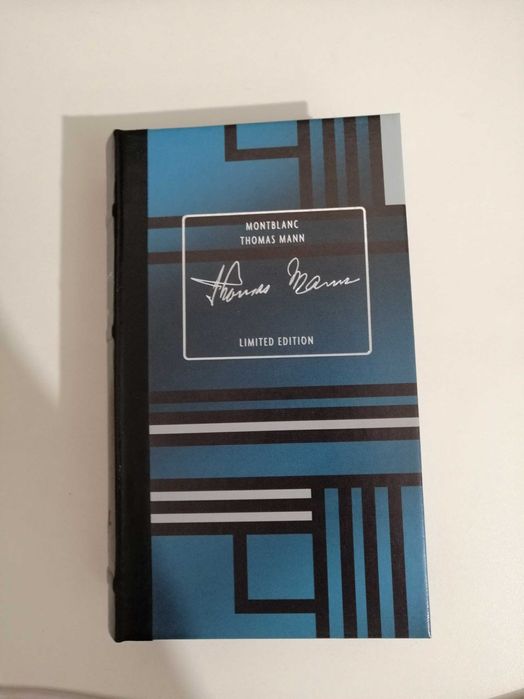 MONTBLANC
THOMAS MANN
Thomas Mann
LIMITED EDITION